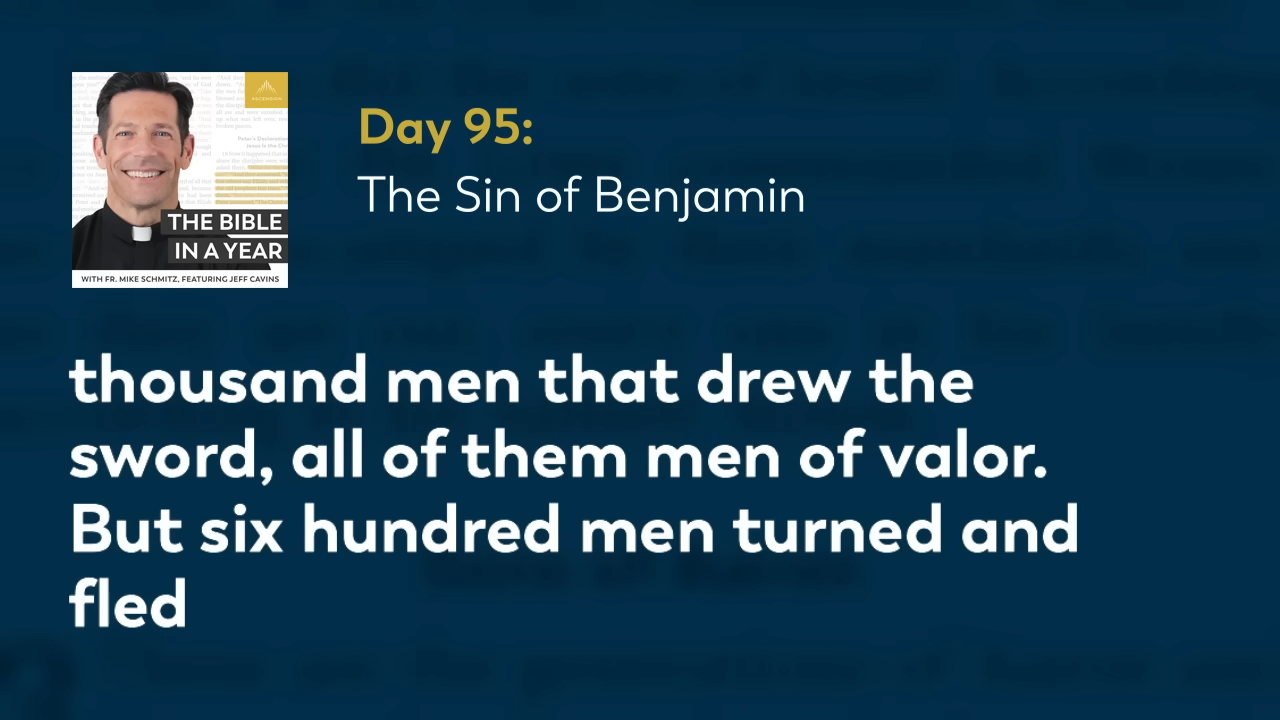 Day 95:
The Sin of Benjamin
ASCENSION
THE BIBLE
IN A YEAR
WITH FR. MIKE SCHMITZ, FEATURING JEFF CAVINS
thousand men that drew the
sword, all of them men of valor.
But six hundred men turned and
fled